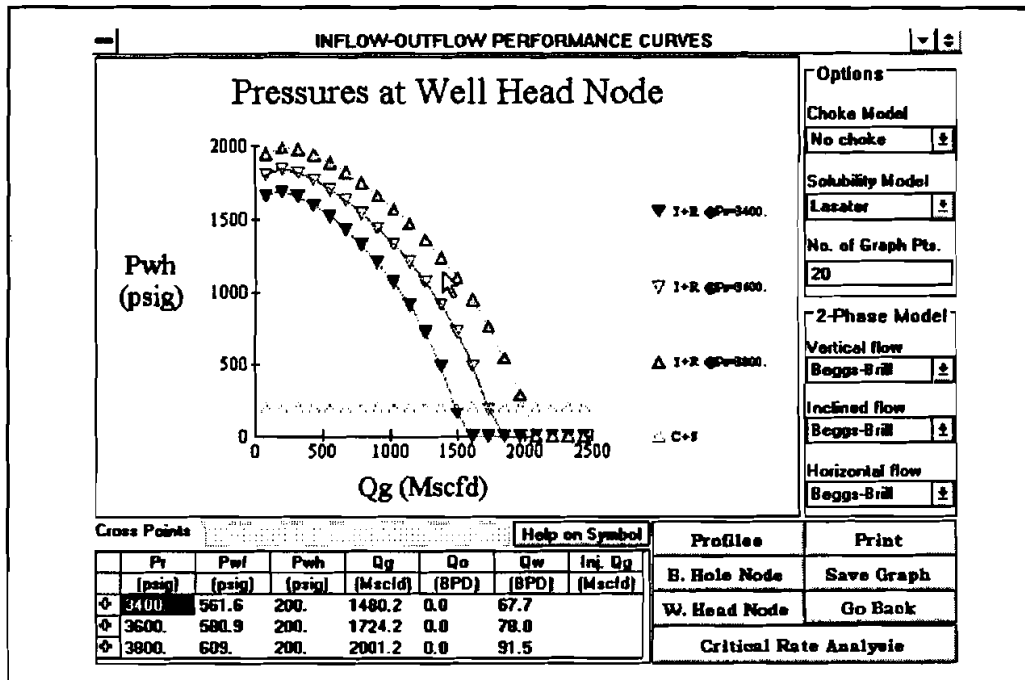 INFLOW-OUTFLOW PERFORMANCE CURVES
Pressures at Well Head Node
2000
1500
1000
500
0
Pwh
(psig)
0 500 1000 1500 2000 2500
Qg (Mscfd)
I+R @Pr=3400.
I+R @Pr=3600.
I+R @Pr=3800.
C+S
Options
Choke Model
No choke
Solubility Model
Lasater
No. of Graph Pts.
20
2-Phase Model
Vertical flow
Beggs-Brill
Inclined flow
Beggs-Brill
Horizontal flow
Beggs-Brill
Cross Points Help on Symbol
Pr Pwf Pwh Qg Qo Qw Inj. Qg
(psig) (psig) (psig) (Mscfd) (BPD) (BPD) (Mscfd)
3400. 561.6 200. 1480.2 0.0 67.7
3600. 580.9 200. 1724.2 0.0 78.0
3800. 609. 200. 2001.2 0.0 91.5
Profiles Print
B. Hole Node Save Graph
W. Head Node Go Back
Critical Rate Analysis